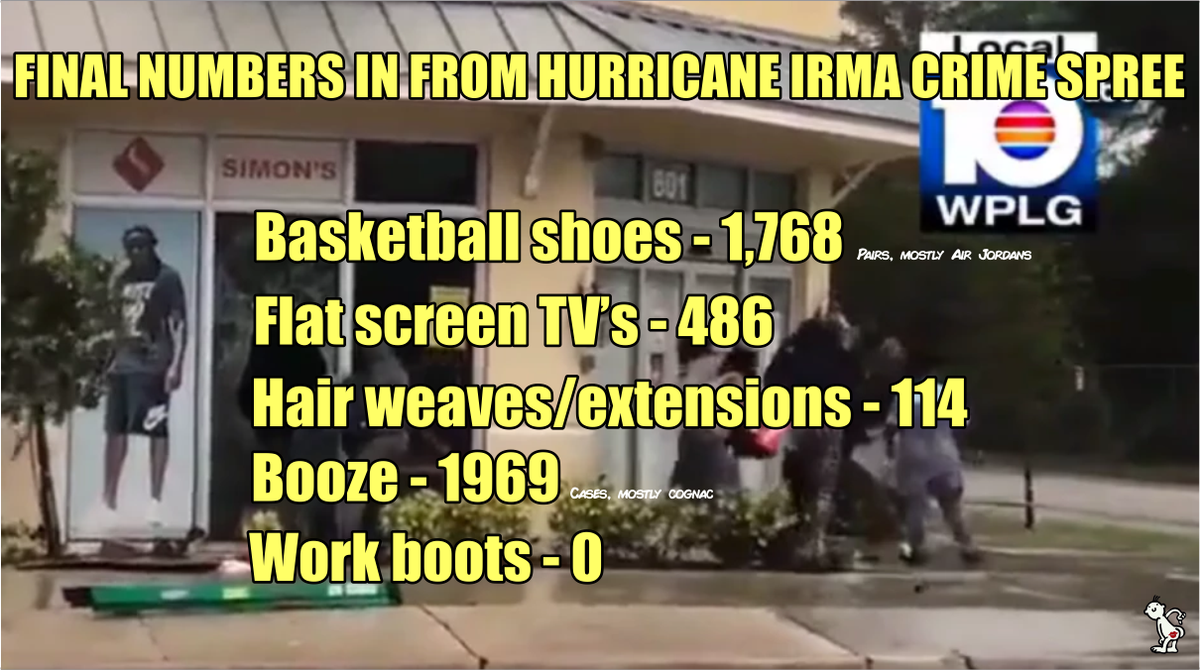 Local
FINAL NUMBERS IN FROM HURRICANE IRMA CRIME SPREE
10
SIMON'S
801
WPLG
Basketball shoes - 1,768 Pairs, mostly Air Jordans
Flat screen TV’s - 486
Hair weaves/extensions - 114
Booze - 1969 Cases, mostly cognac
Work boots - 0